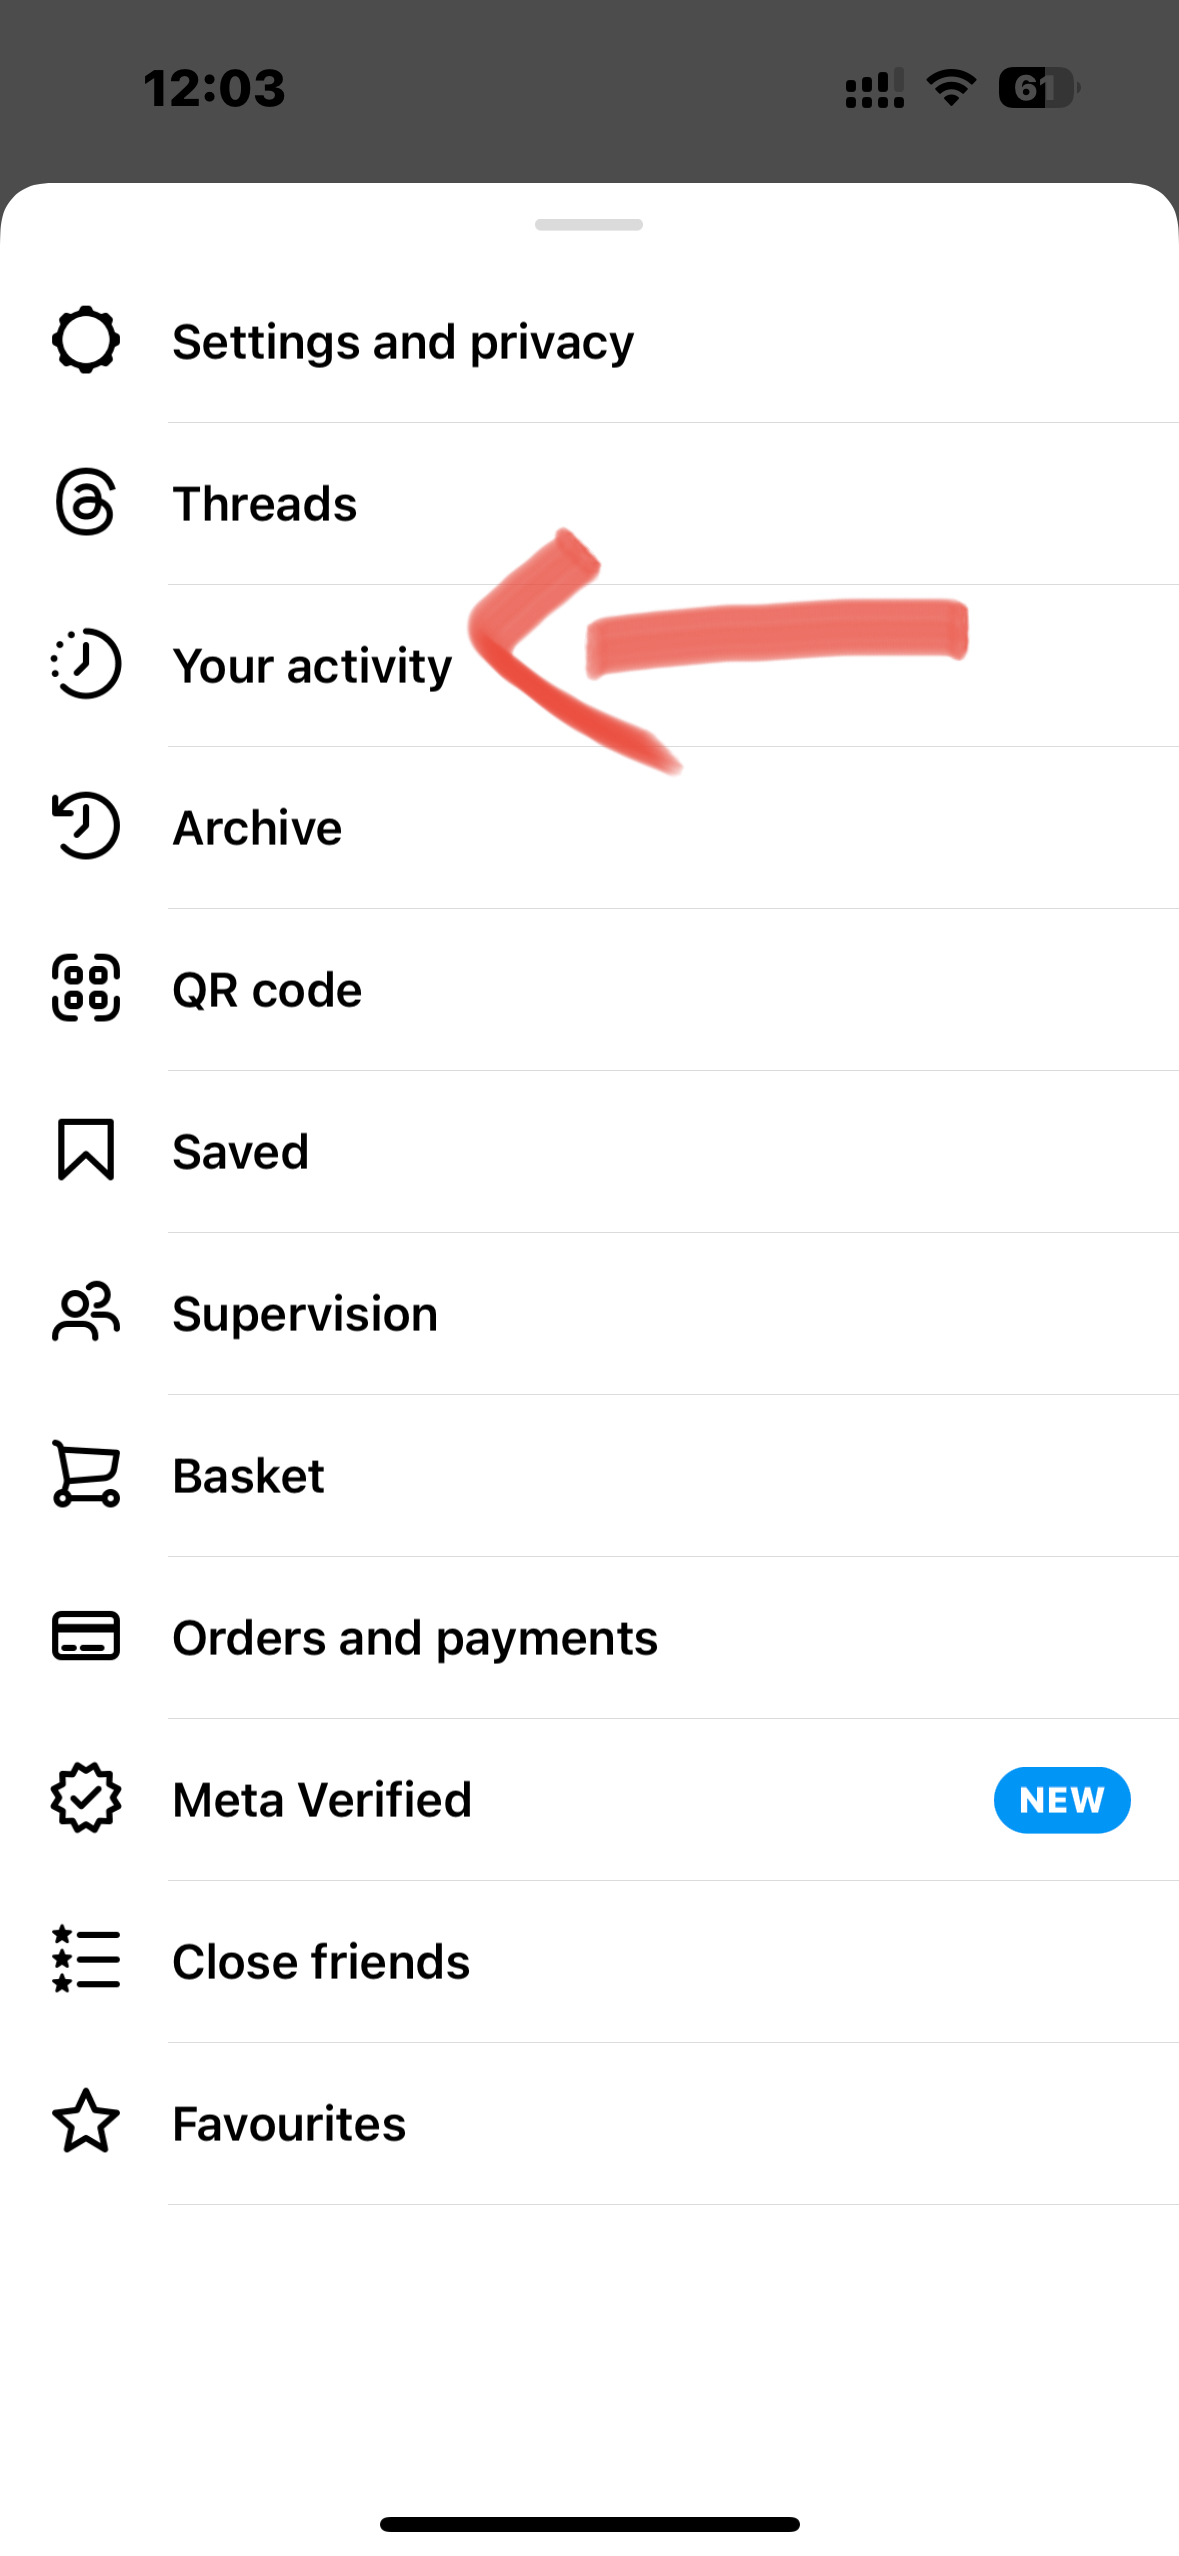 12:03
61
Settings and privacy
Threads
Your activity
Archive
QR code
Saved
Supervision
Basket
Orders and payments
Meta Verified NEW
Close friends
Favourites